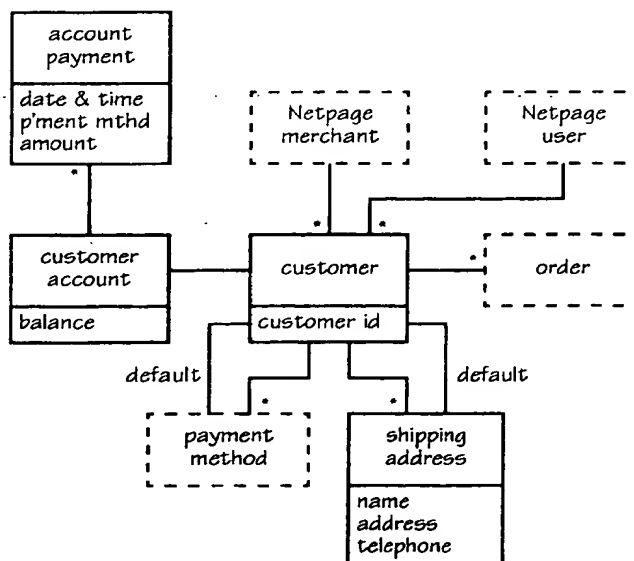 account
payment
date & time
p'ment mthd
amount
*
Netpage
merchant
Netpage
user
*
*
customer
account
balance
customer
customer id
*
order
default
default
*
*
payment
method
shipping
address
name
address
telephone